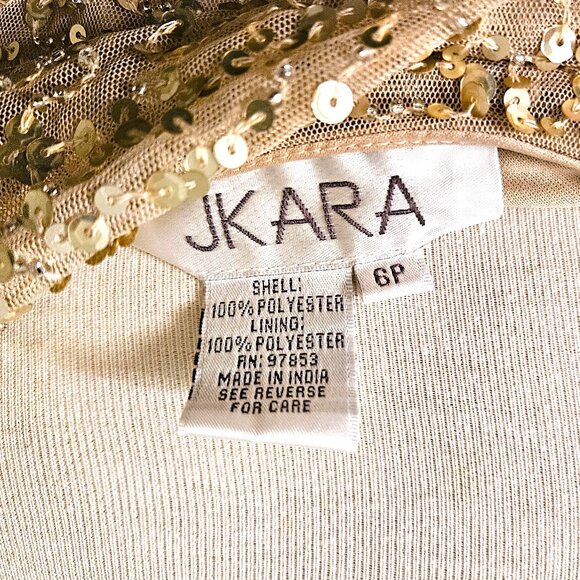 JKARA
6P
SHELL:
100% POLYESTER
LINING:
100% POLYESTER
RN: 97853
MADE IN INDIA
SEE REVERSE
FOR CARE